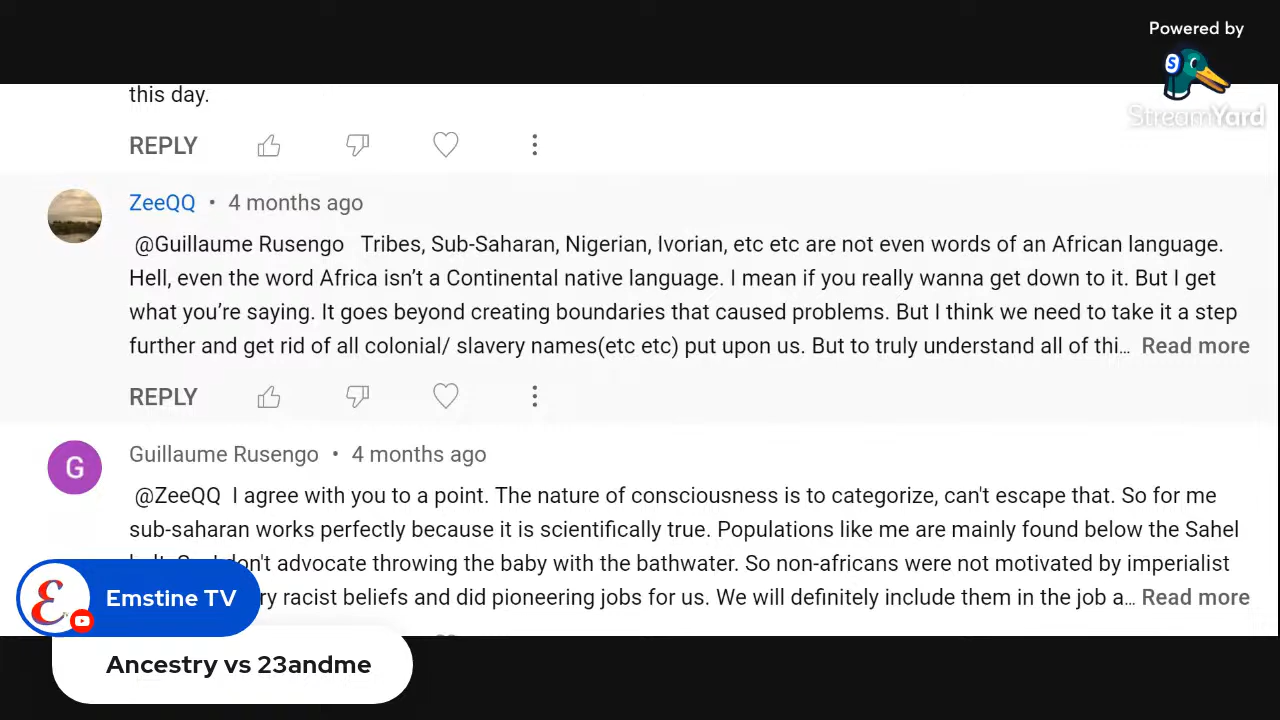 Powered by
StreamYard
this day.
REPLY
ZeeQQ • 4 months ago
@Guillaume Rusengo Tribes, Sub-Saharan, Nigerian, Ivorian, etc etc are not even words of an African language.
Hell, even the word Africa isn’t a Continental native language. I mean if you really wanna get down to it. But I get
what you’re saying. It goes beyond creating boundaries that caused problems. But I think we need to take it a step
further and get rid of all colonial/ slavery names(etc etc) put upon us. But to truly understand all of thi... Read more
REPLY
G
Guillaume Rusengo • 4 months ago
@ZeeQQ I agree with you to a point. The nature of consciousness is to categorize, can't escape that. So for me
sub-saharan works perfectly because it is scientifically true. Populations like me are mainly found below the Sahel
don't advocate throwing the baby with the bathwater. So non-africans were not motivated by imperialist
racist beliefs and did pioneering jobs for us. We will definitely include them in the job a... Read more
Emstine TV
Ancestry vs 23andme